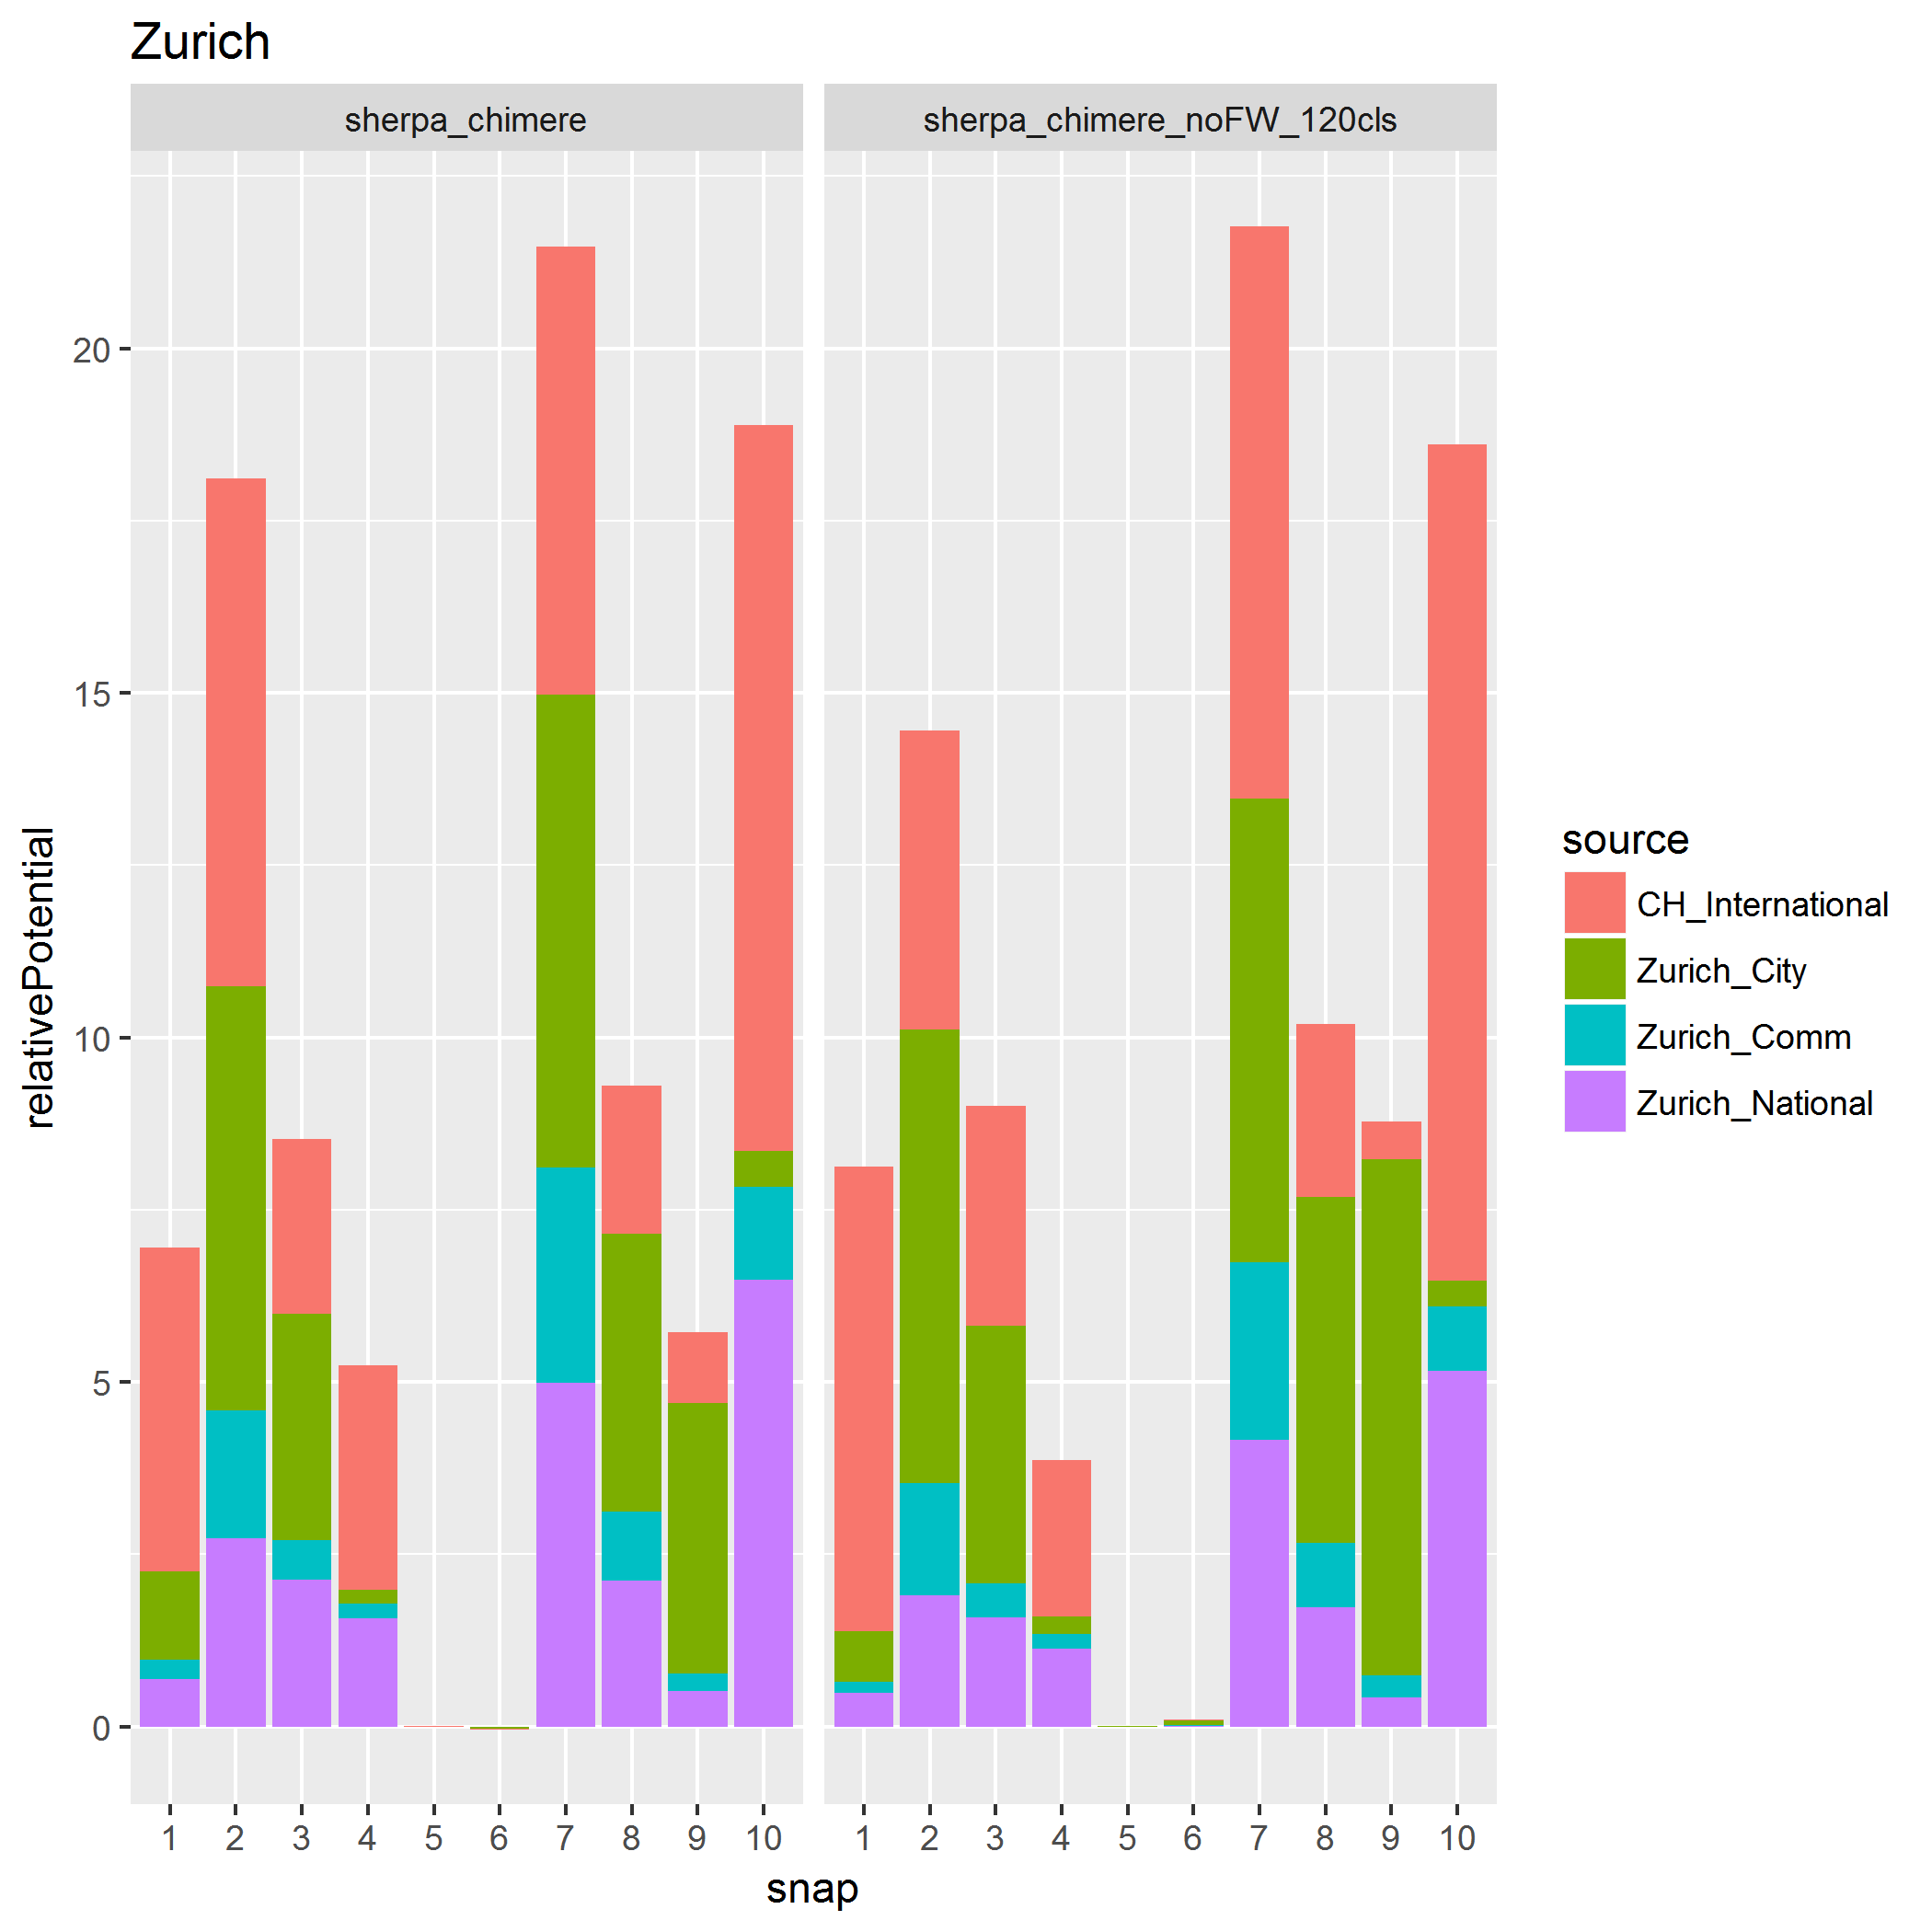 Zurich
sherpa_chimere
sherpa_chimere_noFW_120cls
relativePotential
20
15
10
5
0
1 2 3 4 5 6 7 8 9 10
1 2 3 4 5 6 7 8 9 10
snap
source
CH_International
Zurich_City
Zurich_Comm
Zurich_National